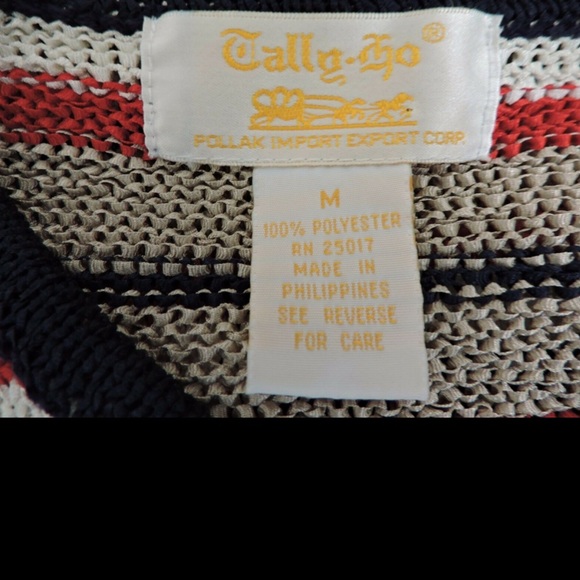 Tally-Ho®
POLLAK IMPORT EXPORT CORP
M
100% POLYESTER
RN 25017
MADE IN
PHILIPPINES
SEE REVERSE
FOR CARE